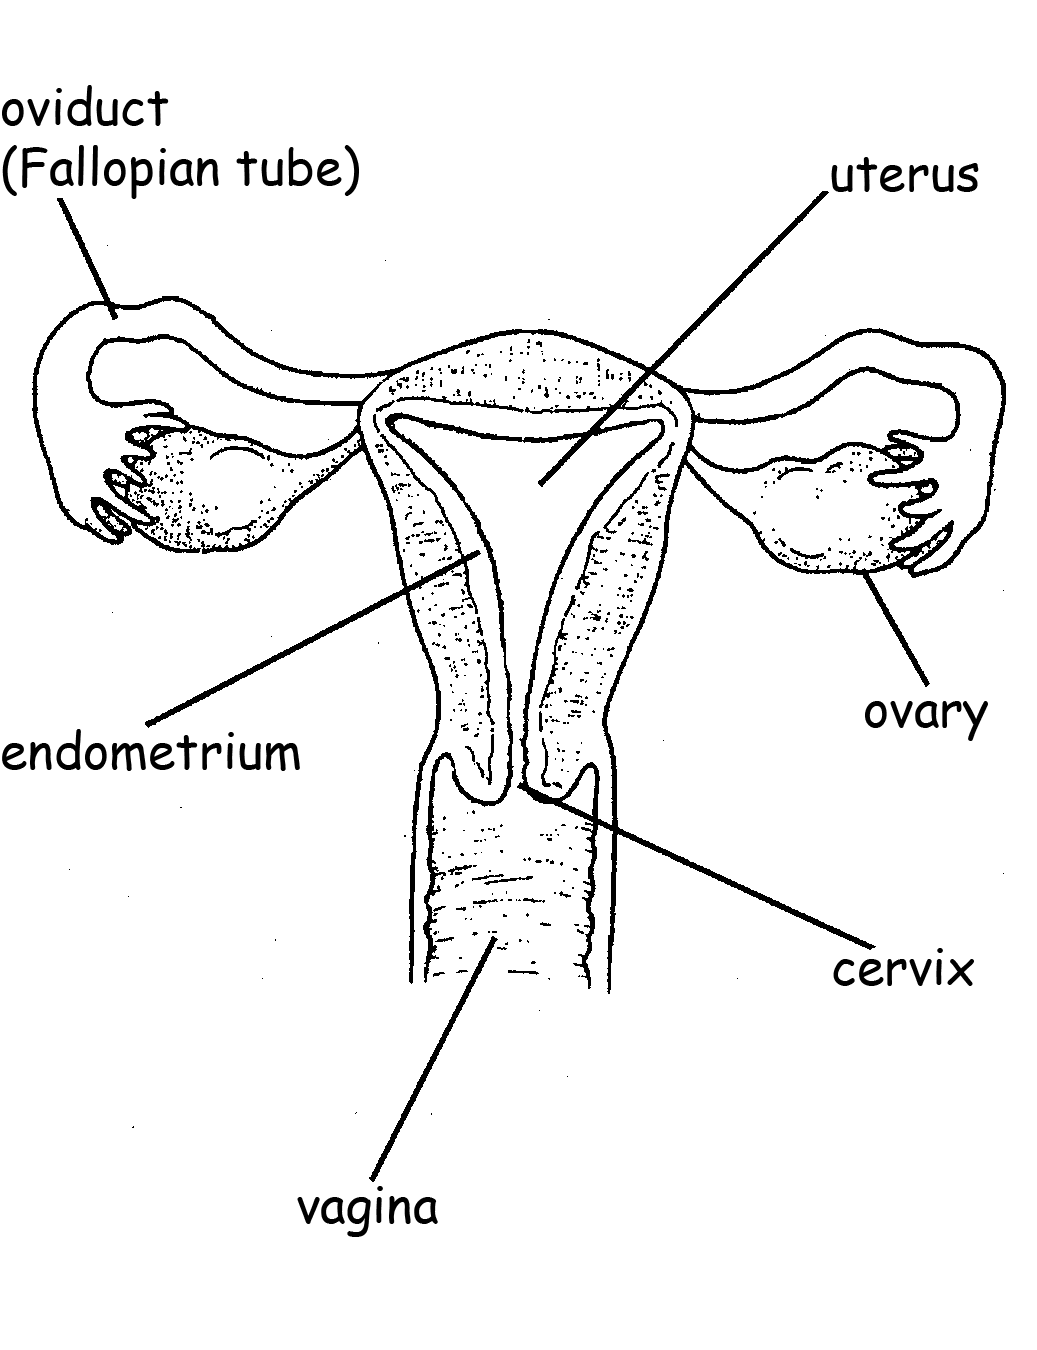 oviduct
(Fallopian tube)
uterus
ovary
endometrium
cervix
vagina